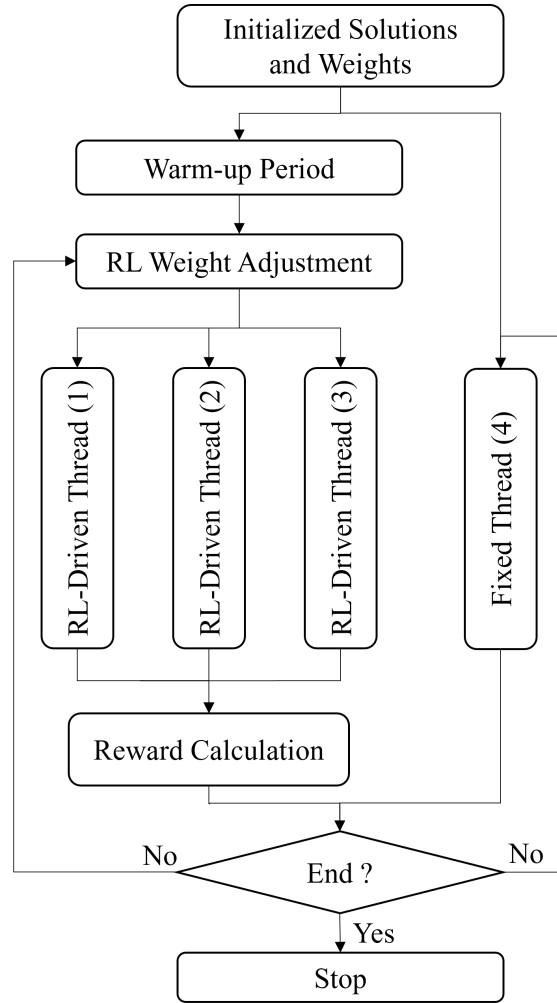 Initialized Solutions
and Weights
Warm-up Period
RL Weight Adjustment
RL-Driven Thread (1)
RL-Driven Thread (2)
RL-Driven Thread (3)
Fixed Thread (4)
Reward Calculation
No
End ?
No
Yes
Stop